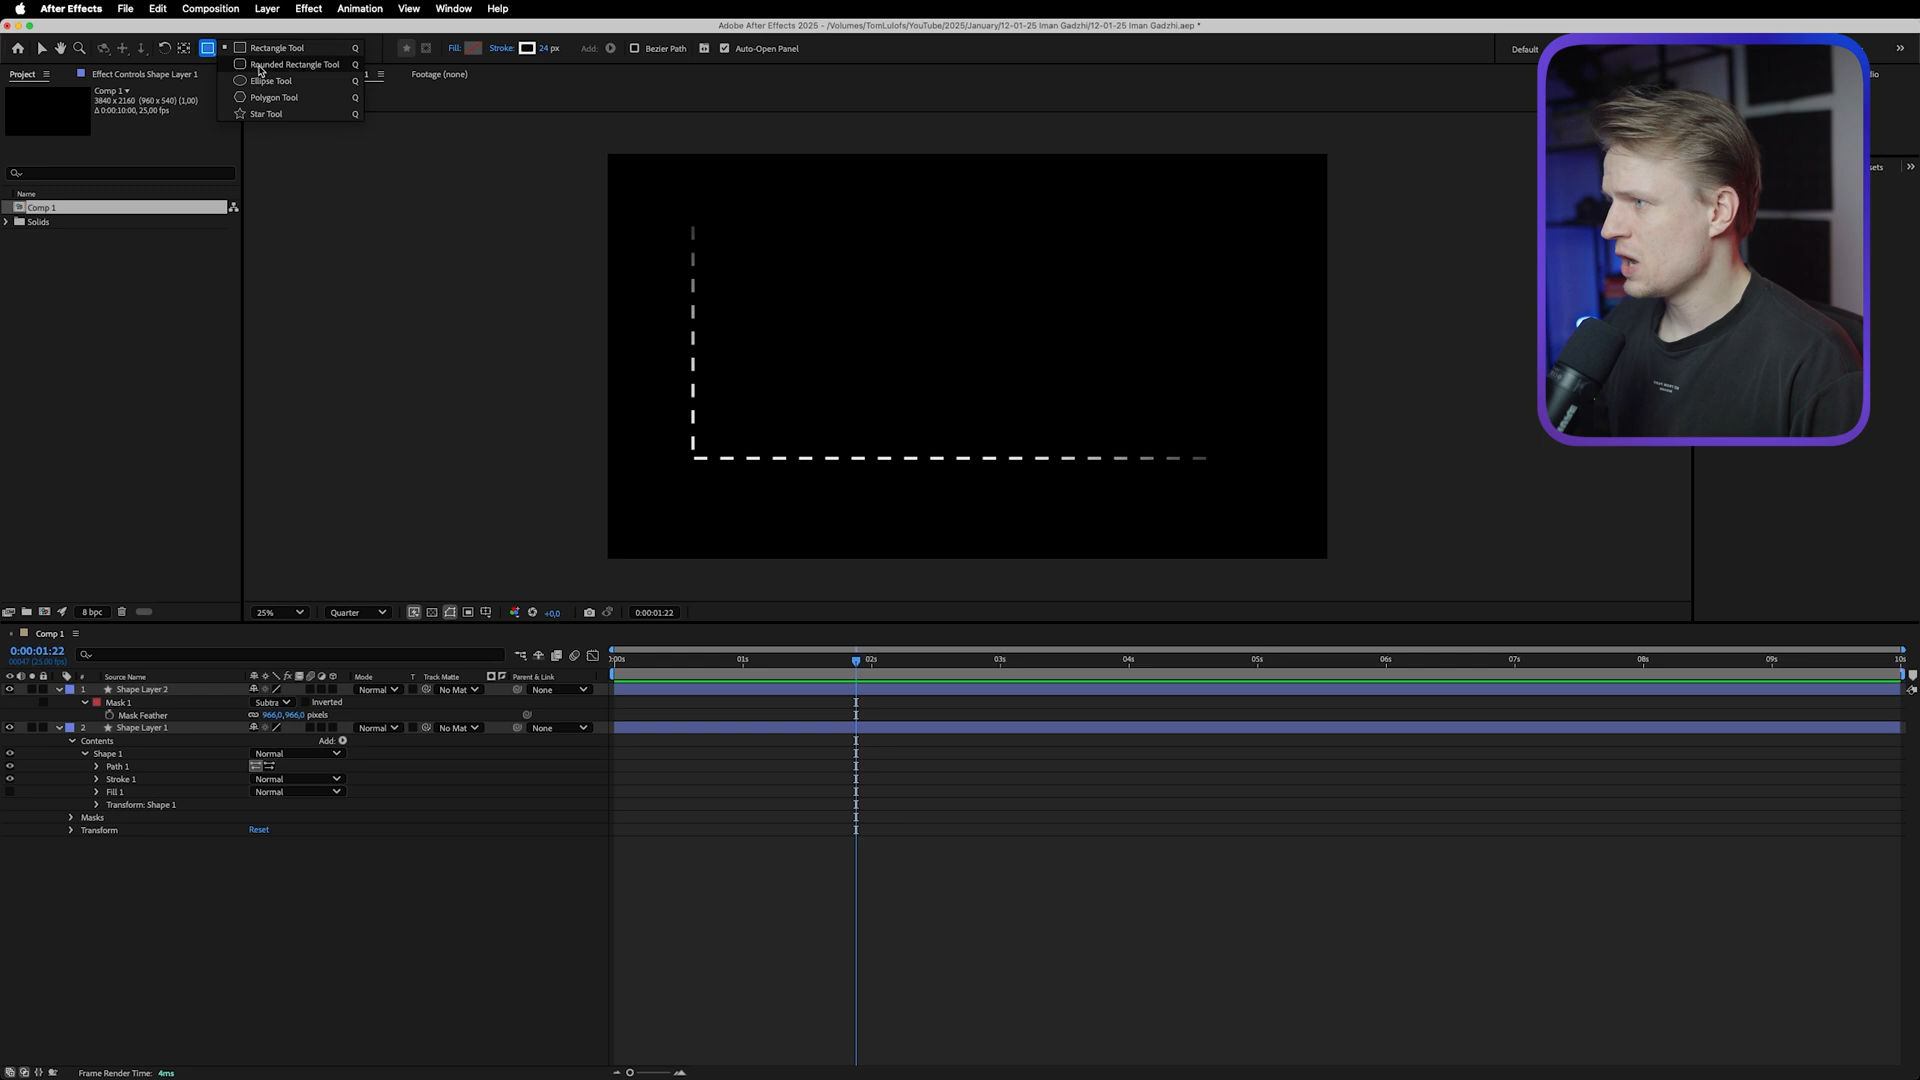 After Effects File Edit Composition Layer Effect Animation View Window Help
Adobe After Effects 2025 - /Volumes/TomLulofs/YouTube/2025/January/12-01-25 Iman Gadzhi/12-01-25 Iman Gadzhi.aep *
Rectangle Tool Q
Rounded Rectangle Tool Q
Ellipse Tool Q
Polygon Tool Q
Star Tool Q
Fill: Stroke: 24 px Add: Bezier Path Auto-Open Panel Default
Project Effect Controls Shape Layer 1 1 Footage (none)
Comp 1
3840 x 2160 (960 x 540) (1,00)
Δ 0:00:10:00, 25,00 fps
Name
Comp 1
Solids
8 bpc 25% Quarter +0,0 0:00:01:22
Comp 1
0:00:01:22
00047 (25.00 fps)
:00s 01s 02s 03s 04s 05s 06s 07s 08s 09s 10s
# Source Name Mode T Track Matte Parent & Link
1 Shape Layer 2 Normal No Mat None
Mask 1 Subtra Inverted
Mask Feather 966,0,966,0 pixels
2 Shape Layer 1 Normal No Mat None
Contents Add:
Shape 1 Normal
Path 1
Stroke 1 Normal
Fill 1 Normal
Transform: Shape 1
Masks
Transform Reset
Frame Render Time: 4ms